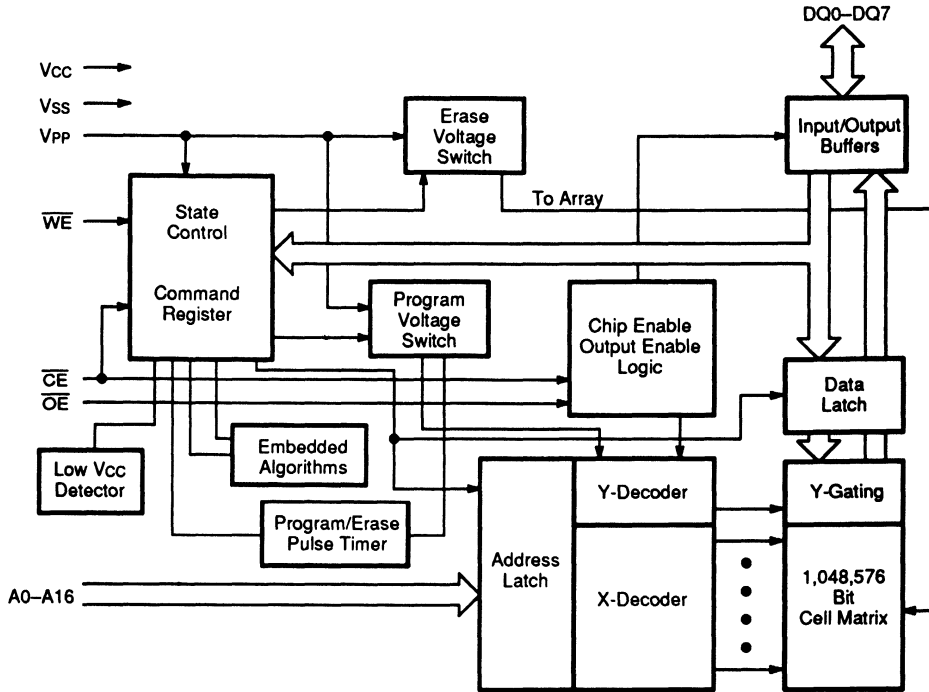 DQ0–DQ7
VCC
VSS
VPP
Erase
Voltage
Switch
Input/Output
Buffers
To Array
WE
State
Control
Command
Register
Program
Voltage
Switch
Chip Enable
Output Enable
Logic
CE
OE
Data
Latch
Low VCC
Detector
Embedded
Algorithms
Program/Erase
Pulse Timer
Y-Decoder
Y-Gating
Address
Latch
X-Decoder
1,048,576
Bit
Cell Matrix
A0–A16